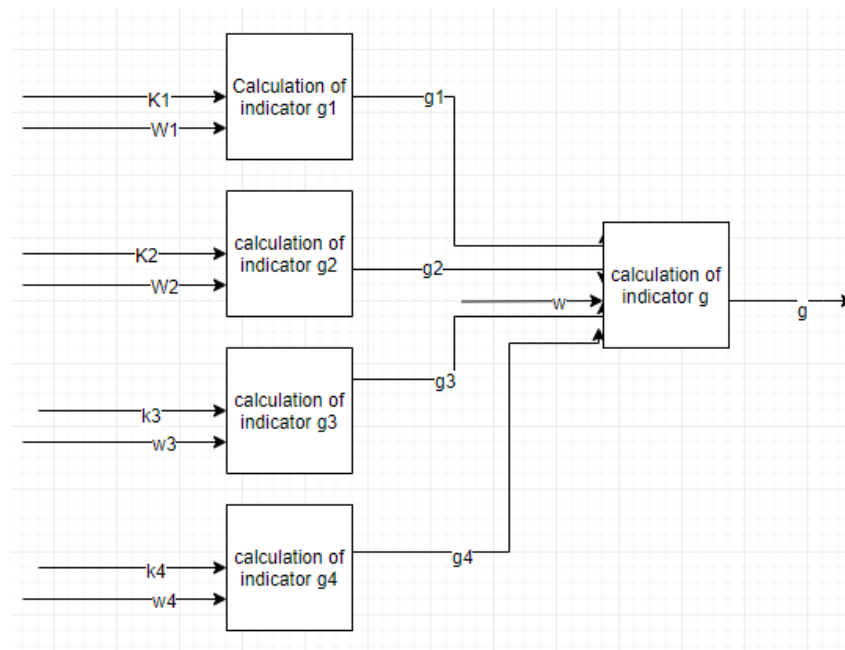 K1
W1
Calculation of
indicator g1
g1
K2
W2
calculation of
indicator g2
g2
w
calculation of
indicator g
g
k3
w3
calculation of
indicator g3
g3
k4
w4
calculation of
indicator g4
g4